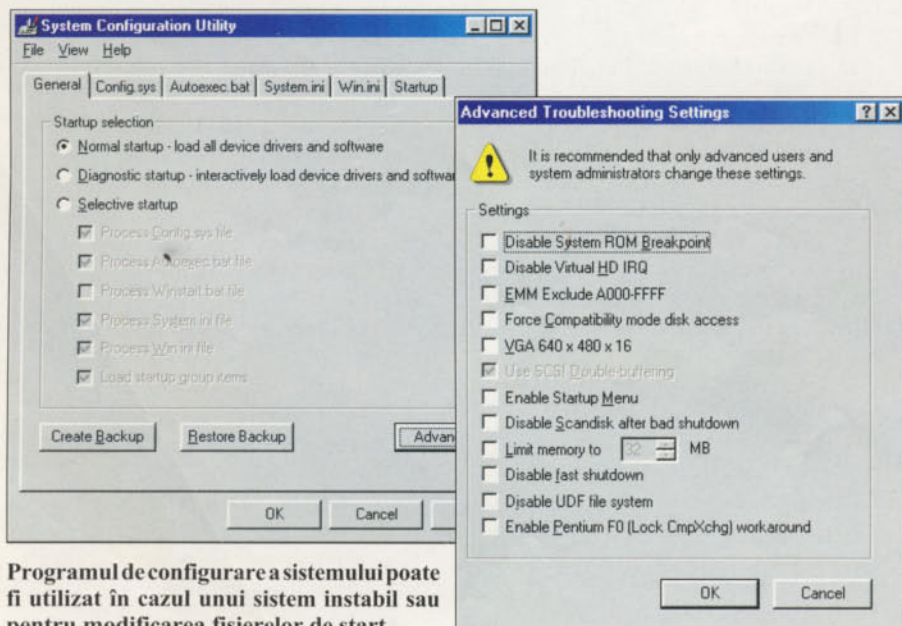 System Configuration Utility
File View Help
General Config.sys Autoexec.bat System.ini Win.ini Startup
Startup selection
Normal startup - load all device drivers and software
Diagnostic startup - interactively load device drivers and softwa
Selective startup
Process Config.sys file
Process Autoexec.bat file
Process Winstart.bat file
Process System.ini file
Process Win.ini file
Load startup group items
Create Backup Restore Backup Advan
OK Cancel
Advanced Troubleshooting Settings
It is recommended that only advanced users and
system administrators change these settings.
Settings
Disable System ROM Breakpoint
Disable Virtual HD IRQ
EMM Exclude A000-FFFF
Force Compatibility mode disk access
VGA 640 x 480 x 16
Use SCSI Double-buffering
Enable Startup Menu
Disable Scandisk after bad shutdown
Limit memory to 32 MB
Disable fast shutdown
Disable UDF file system
Enable Pentium F0 (Lock CmpXchg) workaround
OK Cancel
Programul de configurare a sistemului poate
fi utilizat în cazul unui sistem instabil sau
pentru modificarea fișierelor de start